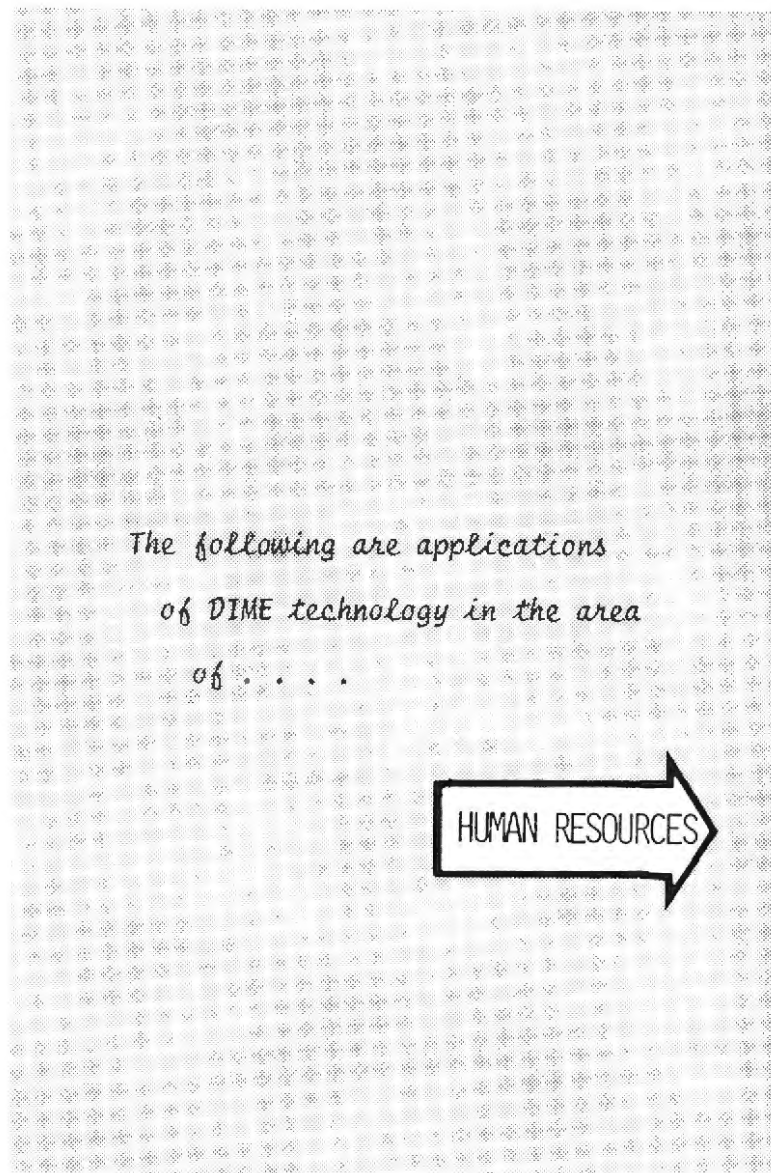 The following are applications
of DIME technology in the area
of . . . .
HUMAN RESOURCES